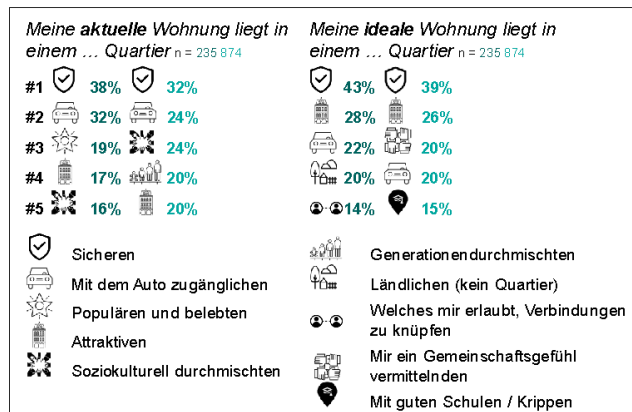 Meine aktuelle Wohnung liegt in
einem … Quartier n = 235 874
#1 38% 32%
#2 32% 24%
#3 19% 24%
#4 17% 20%
#5 16% 20%
Meine ideale Wohnung liegt in
einem … Quartier n = 235 874
43% 39%
28% 26%
22% 20%
20% 20%
14% 15%
Sicheren
Mit dem Auto zugänglichen
Populären und belebten
Attraktiven
Soziokulturell durchmischten
Generationendurchmischten
Ländlichen (kein Quartier)
Welches mir erlaubt, Verbindungen
zu knüpfen
Mir ein Gemeinschaftsgefühl
vermittelnden
Mit guten Schulen / Krippen